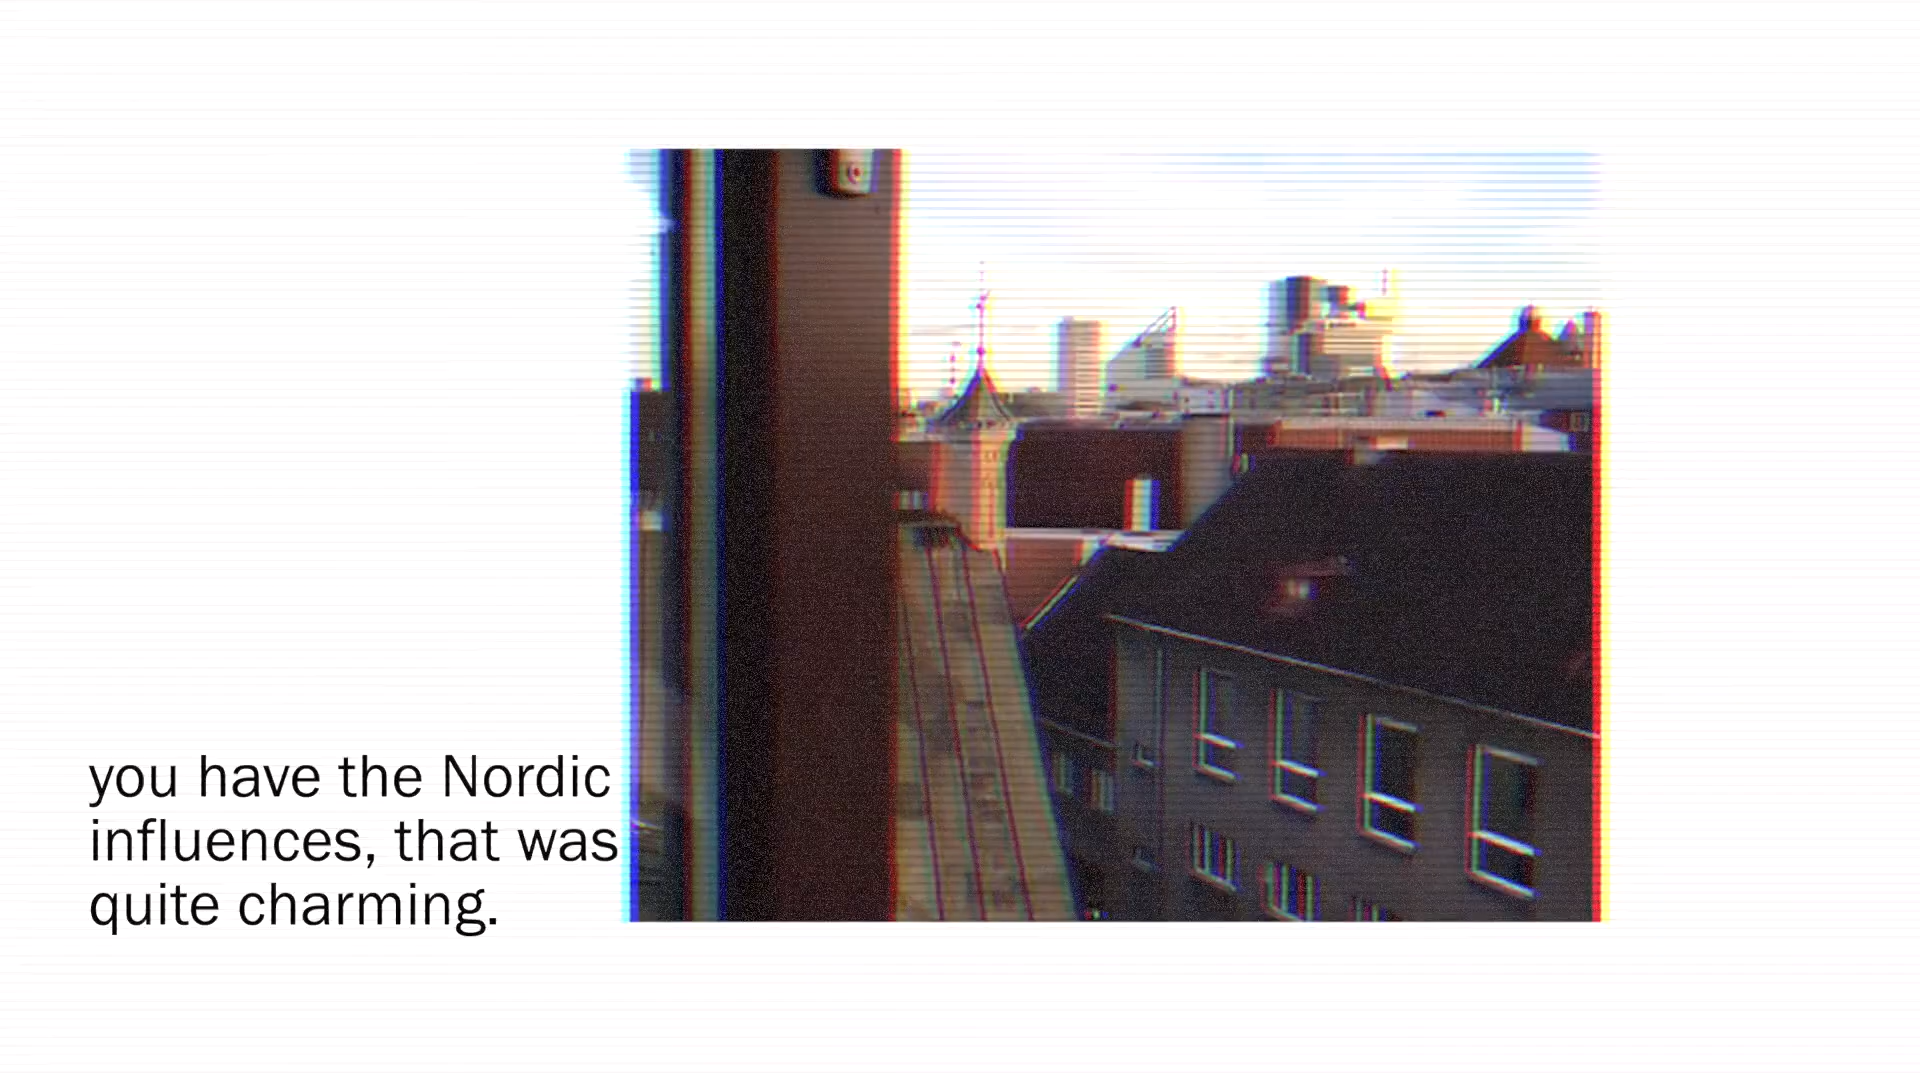 you have the Nordic
influences, that was
quite charming.